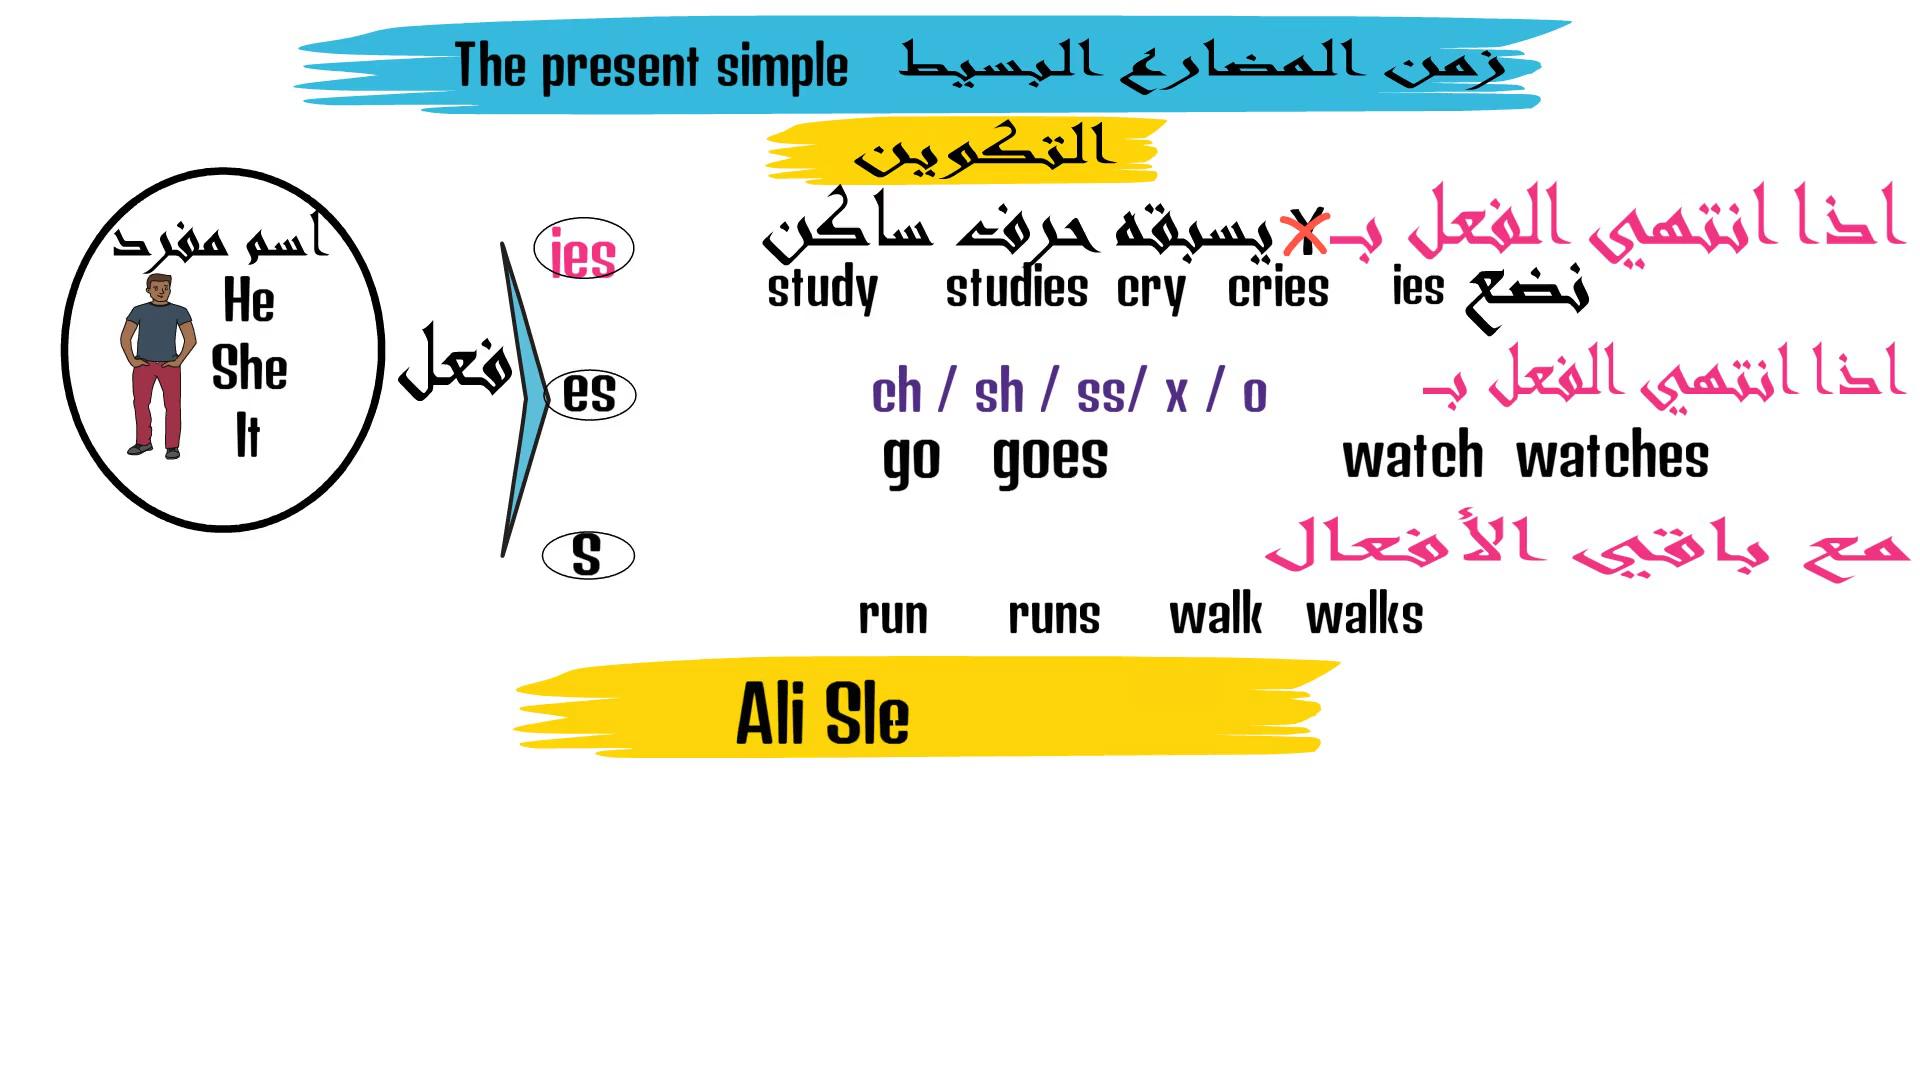 The present simple زمن المضارع البسيط
التكوين
اسم مفرد
He
She
It
فعل
ies
es
s
اذا انتهي الفعل بـ y يسبقه حرف ساكن
نضع ies study studies cry cries
اذا انتهي الفعل بـ ch / sh / ss/ x / o
go goes watch watches
مع باقي الأفعال
run runs walk walks
Ali Sle